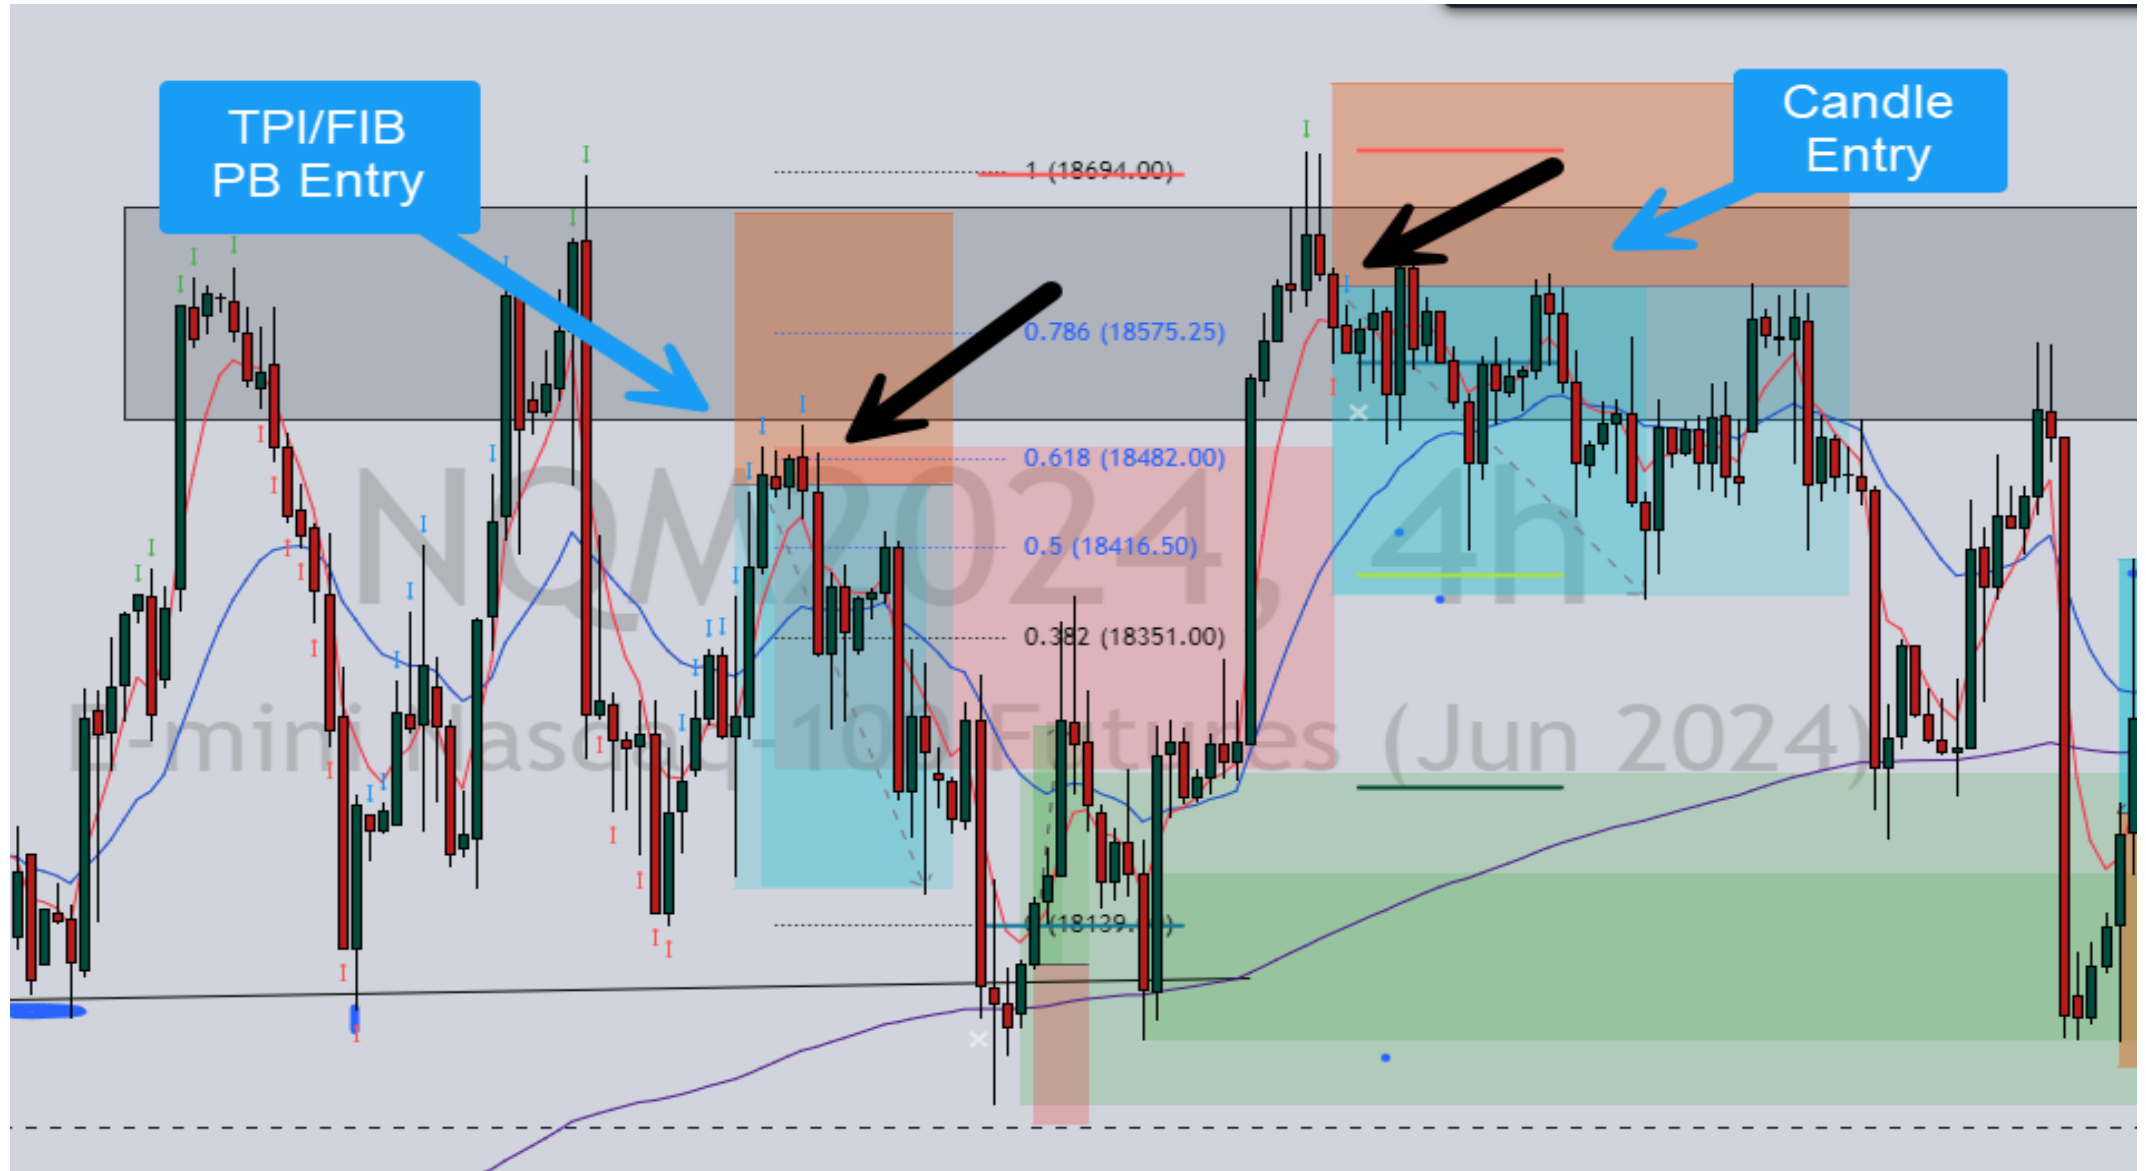 TPI/FIB
PB Entry
Candle
Entry
1 (18694.00)
0.786 (18575.25)
0.618 (18482.00)
0.5 (18416.50)
0.382 (18351.00)
NQM2024, 4h
E-mini Nasdaq-100 Futures (Jun 2024)